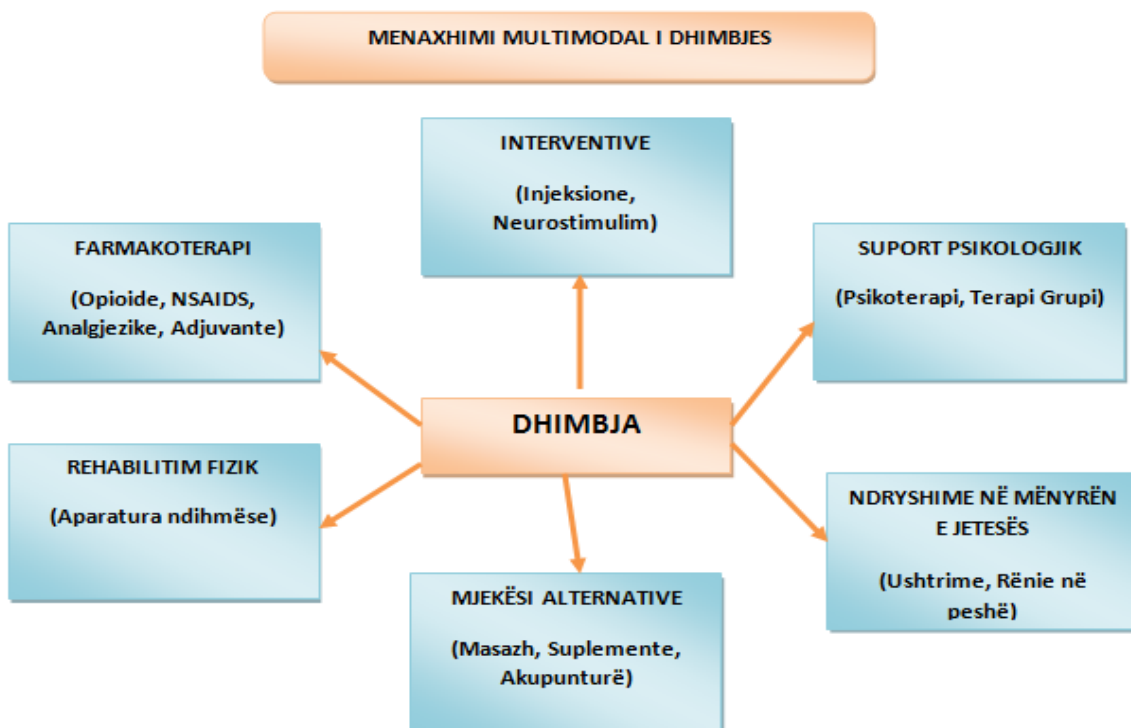 MENAXHIMI MULTIMODAL I DHIMBJES
INTERVENTIVE
(Injeksione,
Neurostimulim)
FARMAKOTERAPI
(Opioide, NSAIDS,
Analgjezike, Adjuvante)
SUPORT PSIKOLOGJIK
(Psikoterapi, Terapi Grupi)
DHIMBJA
REHABILITIM FIZIK
(Aparatura ndihmëse)
NDRYSHIME NË MËNYRËN
E JETESËS
(Ushtrime, Rënie në
peshë)
MJEKËSI ALTERNATIVE
(Masazh, Suplemente,
Akupunturë)